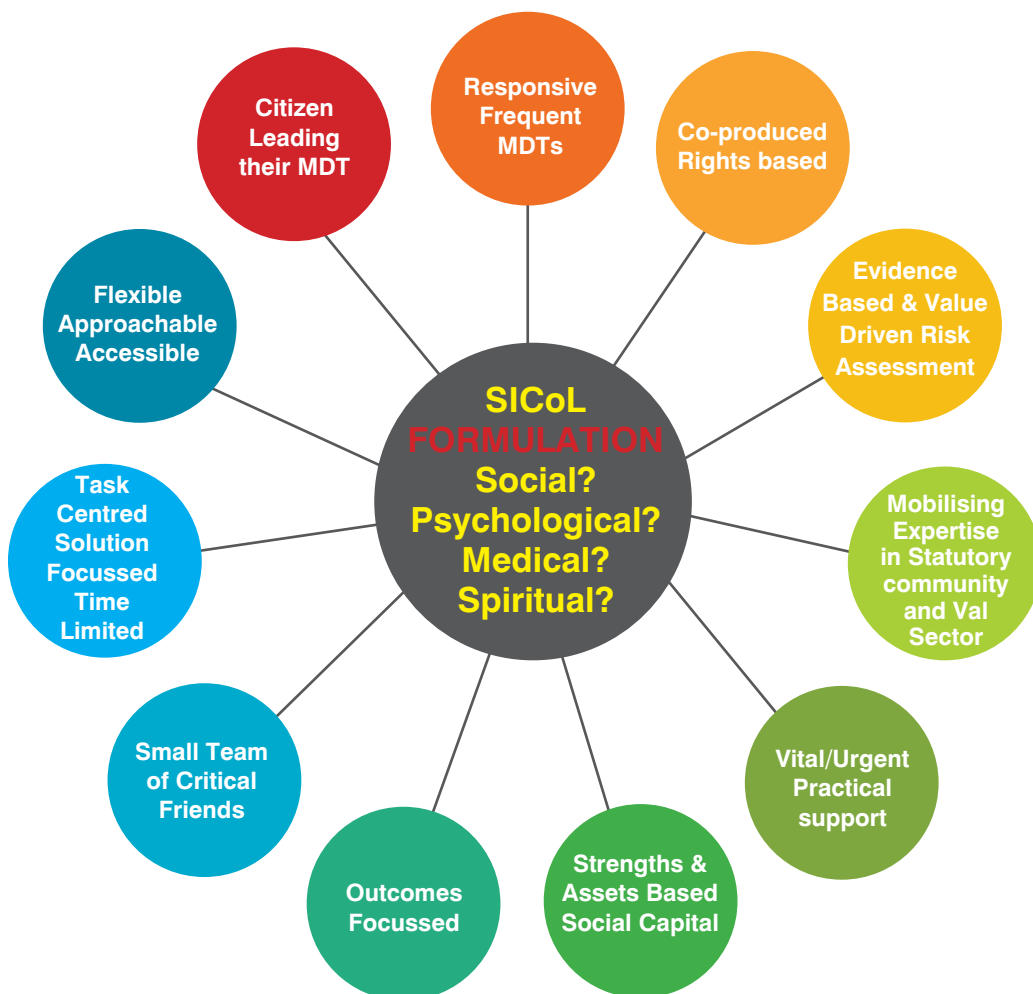 Responsive
Frequent
MDTs
Co-produced
Rights based
Evidence
Based & Value
Driven Risk
Assessment
Mobilising
Expertise
in Statutory
community
and Val
Sector
Vital/Urgent
Practical
support
Strengths &
Assets Based
Social Capital
Outcomes
Focussed
Small Team
of Critical
Friends
Task
Centred
Solution
Focussed
Time
Limited
Flexible
Approachable
Accessible
Citizen
Leading
their MDT
SICoL
FORMULATION
Social?
Psychological?
Medical?
Spiritual?